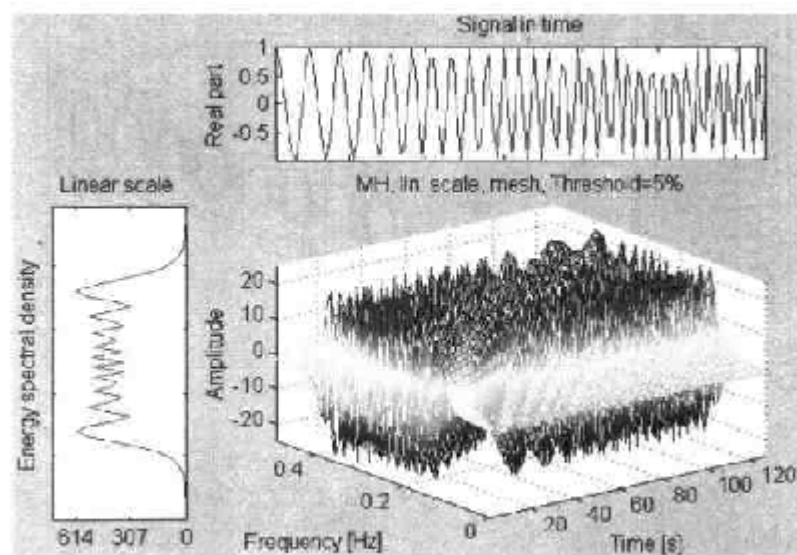 Signal in time
Real part
1
0.5
0
-0.5
Linear scale
MH, lin. scale, mesh, Threshold=5%
Energy spectral density
Amplitude
20
10
0
-10
-20
0.4
0.2
0
20
40
60
80
100
120
614
307
0
Frequency [Hz]
Time [s]